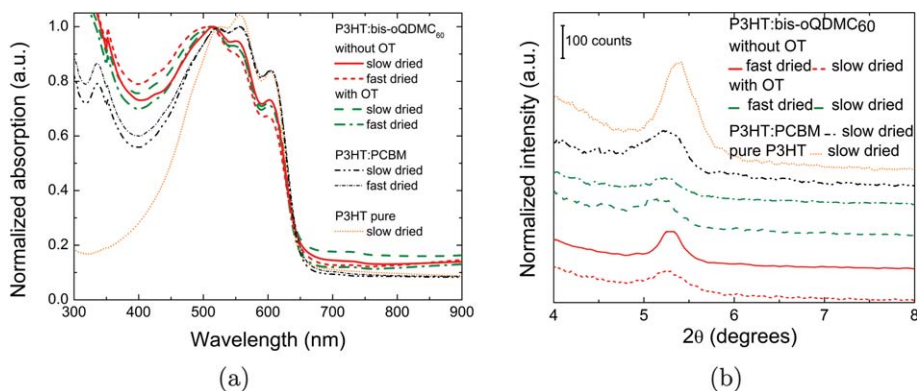 Normalized absorption (a.u.)
1.0
0.8
0.6
0.4
0.2
0.0
300 400 500 600 700 800 900
Wavelength (nm)
P3HT:bis-oQDMC60
without OT
slow dried
fast dried
with OT
slow dried
fast dried
P3HT:PCBM
slow dried
fast dried
P3HT pure
slow dried
(a)
Normalized intensity (a.u.)
100 counts
P3HT:bis-oQDMC60
without OT
fast dried slow dried
with OT
fast dried slow dried
P3HT:PCBM slow dried
pure P3HT slow dried
4 5 6 7 8
2θ (degrees)
(b)